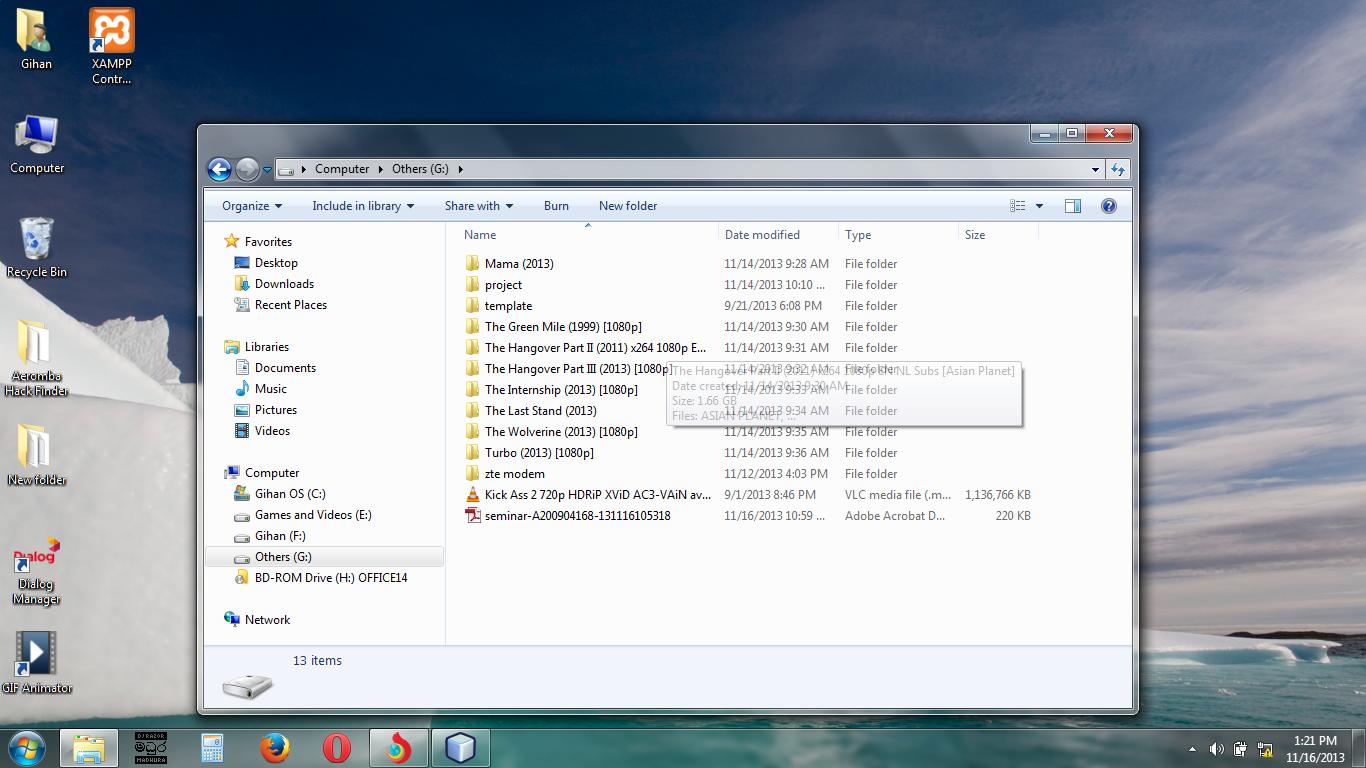 Gihan
XAMPP
Contr...
Computer
Recycle Bin
Aeromba
Hack Finder
New folder
Dialog
Dialog
Manager
GIF Animator
Computer
Others (G:)
Organize
Include in library
Share with
Burn
New folder
Name
Date modified
Type
Size
Favorites
Desktop
Downloads
Recent Places
Libraries
Documents
Music
Pictures
Videos
Computer
Gihan OS (C:)
Games and Videos (E:)
Gihan (F:)
Others (G:)
BD-ROM Drive (H:) OFFICE14
Network
Mama (2013) 11/14/2013 9:28 AM File folder
project 11/14/2013 10:10 ... File folder
template 9/21/2013 6:08 PM File folder
The Green Mile (1999) [1080p] 11/14/2013 9:30 AM File folder
The Hangover Part II (2011) x264 1080p E... 11/14/2013 9:31 AM File folder
The Hangover Part III (2013) [1080p] 11/14/2013 9:32 AM File folder
The Internship (2013) [1080p] 11/14/2013 9:33 AM File folder
The Last Stand (2013) 11/14/2013 9:34 AM File folder
The Wolverine (2013) [1080p] 11/14/2013 9:35 AM File folder
Turbo (2013) [1080p] 11/14/2013 9:36 AM File folder
zte modem 11/12/2013 4:03 PM File folder
Kick Ass 2 720p HDRiP XViD AC3-VAiN av... 9/1/2013 8:46 PM VLC media file (.m... 1,136,766 KB
seminar-A200904168-131116105318 11/16/2013 10:59 ... Adobe Acrobat D... 220 KB
The Hangover Part II (2011) x264 1080p EN NL Subs [Asian Planet]
Date created: 11/14/2013 9:30 AM
Size: 1.66 GB
Files: ASIAN PLANET, ...
13 items
DJ RAZOR
මධුර
MADHURA
1:21 PM
11/16/2013